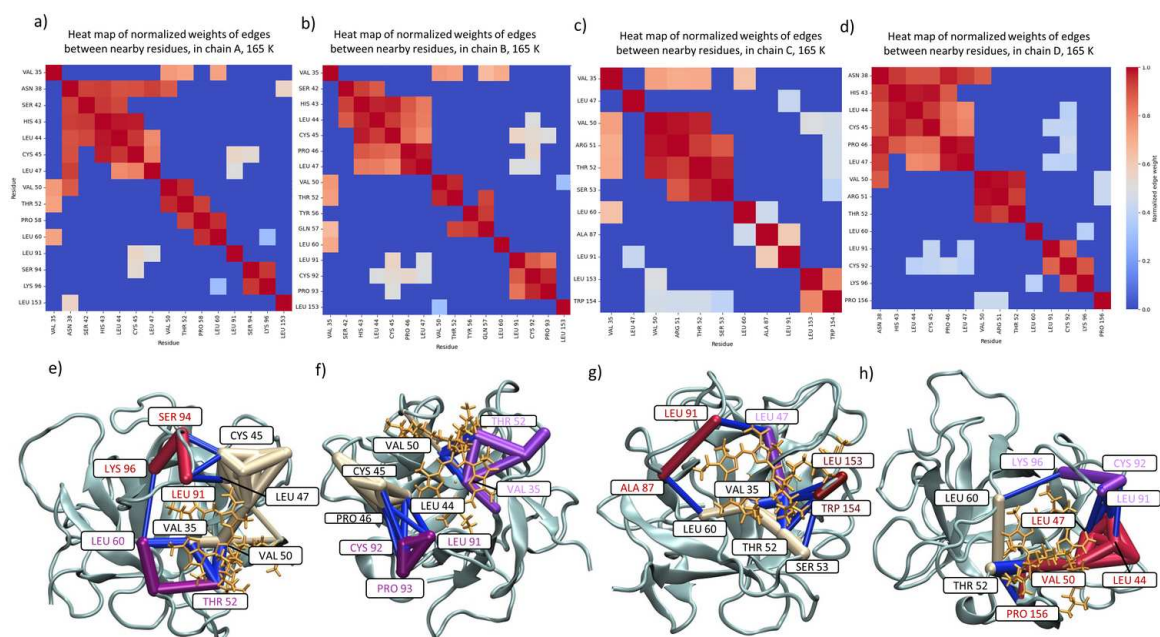 a)
Heat map of normalized weights of edges
between nearby residues, in chain A, 165 K
VAL 35
ASN 38
SER 42
HIS 43
LEU 44
CYS 45
LEU 47
VAL 50
THR 52
PRO 58
LEU 60
LEU 91
SER 94
LYS 96
LEU 153
Residue
VAL 35
ASN 38
SER 42
HIS 43
LEU 44
CYS 45
LEU 47
VAL 50
THR 52
PRO 58
LEU 60
LEU 91
SER 94
LYS 96
LEU 153
Residue
b)
Heat map of normalized weights of edges
between nearby residues, in chain B, 165 K
VAL 35
SER 42
HIS 43
LEU 44
CYS 45
PRO 46
LEU 47
VAL 50
THR 52
TYR 56
GLN 57
LEU 60
LEU 91
CYS 92
PRO 93
LEU 153
Residue
VAL 35
SER 42
HIS 43
LEU 44
CYS 45
PRO 46
LEU 47
VAL 50
THR 52
TYR 56
GLN 57
LEU 60
LEU 91
CYS 92
PRO 93
LEU 153
Residue
c)
Heat map of normalized weights of edges
between nearby residues, in chain C, 165 K
VAL 35
LEU 47
VAL 50
ARG 51
THR 52
SER 53
LEU 60
ALA 87
LEU 91
LEU 153
TRP 154
Residue
VAL 35
LEU 47
VAL 50
ARG 51
THR 52
SER 53
LEU 60
ALA 87
LEU 91
LEU 153
TRP 154
Residue
d)
Heat map of normalized weights of edges
between nearby residues, in chain D, 165 K
ASN 38
HIS 43
LEU 44
CYS 45
PRO 46
LEU 47
VAL 50
ARG 51
THR 52
LEU 60
LEU 91
CYS 92
LYS 96
PRO 156
Residue
ASN 38
HIS 43
LEU 44
CYS 45
PRO 46
LEU 47
VAL 50
ARG 51
THR 52
LEU 60
LEU 91
CYS 92
LYS 96
PRO 156
Residue
1.0
0.8
0.6
0.4
0.2
0.0
Normalized edge weight
e)
SER 94
CYS 45
LYS 96
LEU 91
LEU 47
VAL 35
LEU 60
VAL 50
THR 52
f)
THR 52
VAL 50
CYS 45
VAL 35
LEU 44
PRO 46
CYS 92
LEU 91
PRO 93
g)
LEU 91
LEU 47
LEU 153
ALA 87
VAL 35
TRP 154
LEU 60
THR 52
SER 53
h)
LYS 96
CYS 92
LEU 60
LEU 91
LEU 47
THR 52
VAL 50
LEU 44
PRO 156